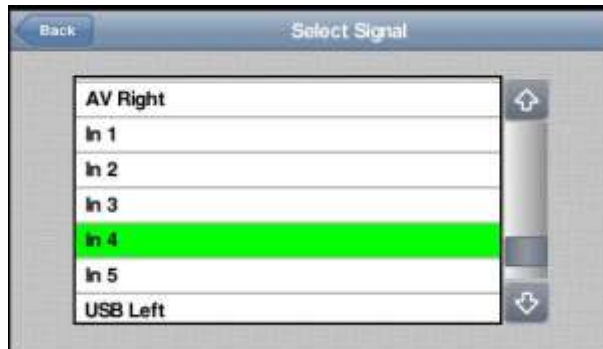 Back
Select Signal
AV Right
In 1
In 2
In 3
In 4
In 5
USB Left